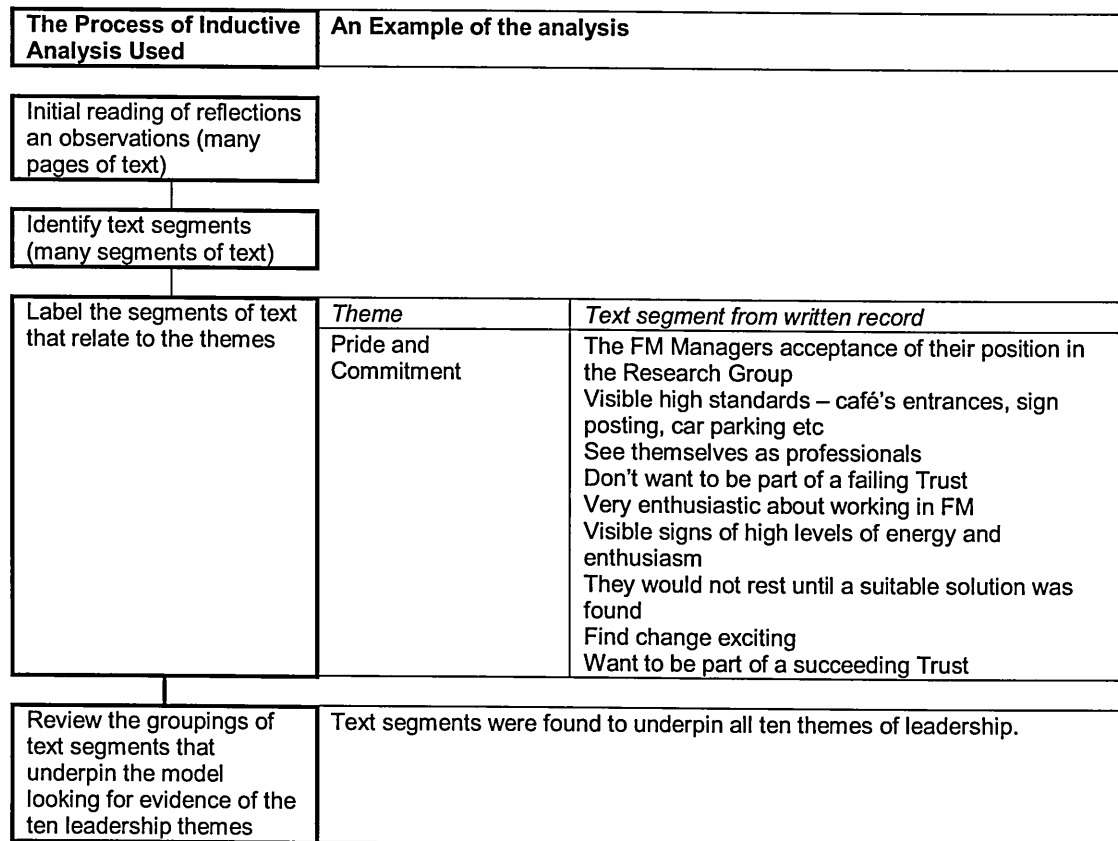 The Process of Inductive
Analysis Used
An Example of the analysis
Initial reading of reflections
an observations (many
pages of text)
Identify text segments
(many segments of text)
Label the segments of text
that relate to the themes
Theme
Text segment from written record
Pride and
Commitment
The FM Managers acceptance of their position in
the Research Group
Visible high standards – café's entrances, sign
posting, car parking etc
See themselves as professionals
Don't want to be part of a failing Trust
Very enthusiastic about working in FM
Visible signs of high levels of energy and
enthusiasm
They would not rest until a suitable solution was
found
Find change exciting
Want to be part of a succeeding Trust
Review the groupings of
text segments that
underpin the model
looking for evidence of the
ten leadership themes
Text segments were found to underpin all ten themes of leadership.